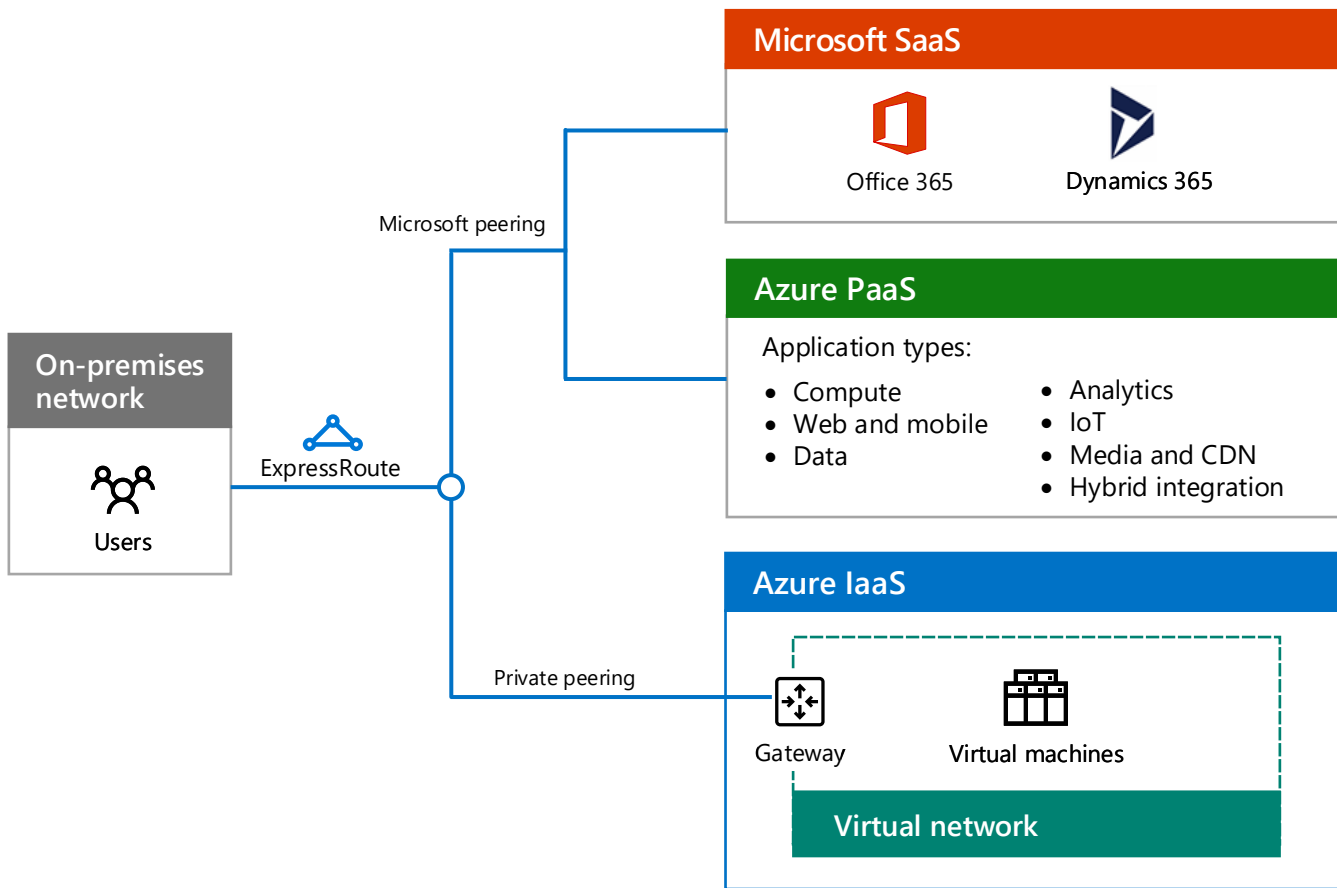 Microsoft SaaS
Office 365
Dynamics 365
Microsoft peering
Azure PaaS
Application types:
• Compute
• Web and mobile
• Data
• Analytics
• IoT
• Media and CDN
• Hybrid integration
On-premises
network
Users
ExpressRoute
Azure IaaS
Private peering
Gateway
Virtual machines
Virtual network